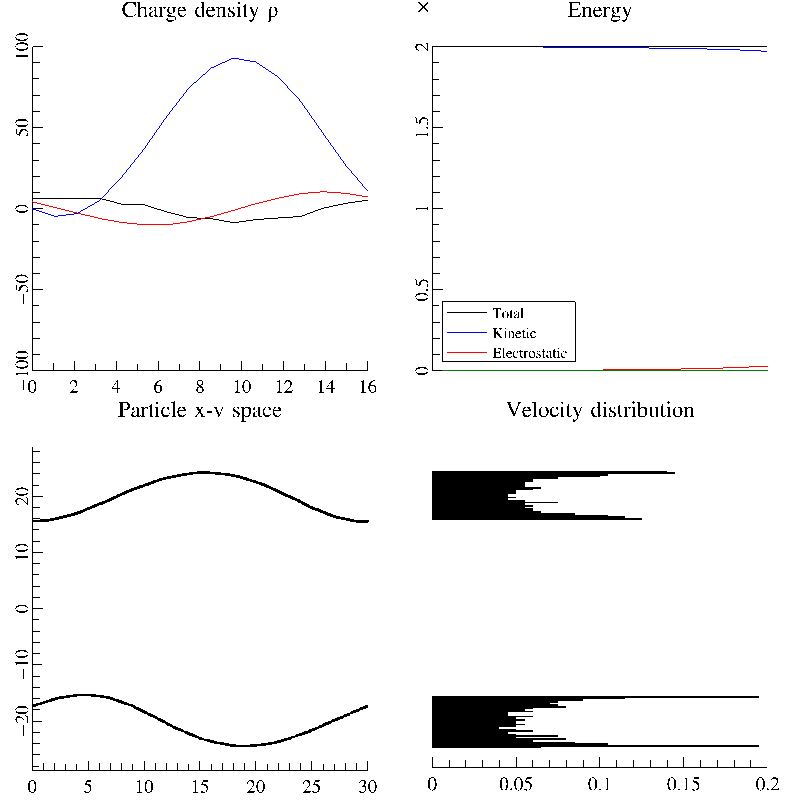 Charge density ρ
100
50
0
−50
−100
0 2 4 6 8 10 12 14 16
×
Energy
2
1.5
1
0.5
0
Total
Kinetic
Electrostatic
Particle x-v space
20
10
0
−10
−20
0 5 10 15 20 25 30
Velocity distribution
0 0.05 0.1 0.15 0.2